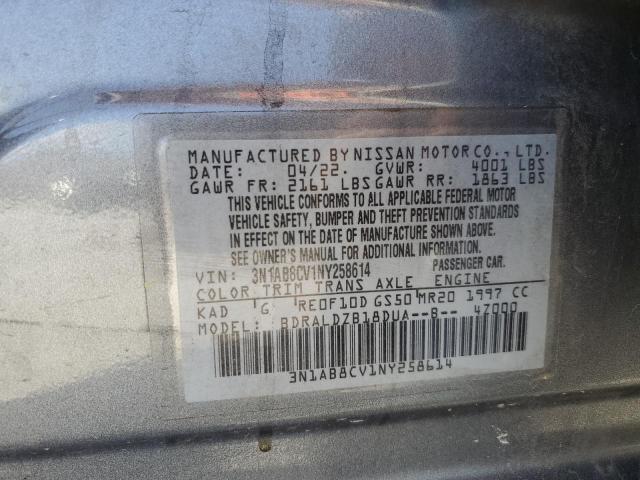 MANUFACTURED BY NISSAN MOTOR CO., LTD.
DATE: 04/22. GVWR: 4001 LBS
GAWR FR: 2161 LBS GAWR RR: 1863 LBS
THIS VEHICLE CONFORMS TO ALL APPLICABLE FEDERAL MOTOR
VEHICLE SAFETY, BUMPER AND THEFT PREVENTION STANDARDS
IN EFFECT ON THE DATE OF MANUFACTURE SHOWN ABOVE.
SEE OWNER'S MANUAL FOR ADDITIONAL INFORMATION.
VIN: 3N1AB8CV1NY258614 PASSENGER CAR.
COLOR TRIM TRANS AXLE ENGINE
KAD 'G RE0F10D GS50 MR20 1997 CC
MODEL: BDRALDZB18DUA--8-- 47000
3N1AB8CV1NY258614